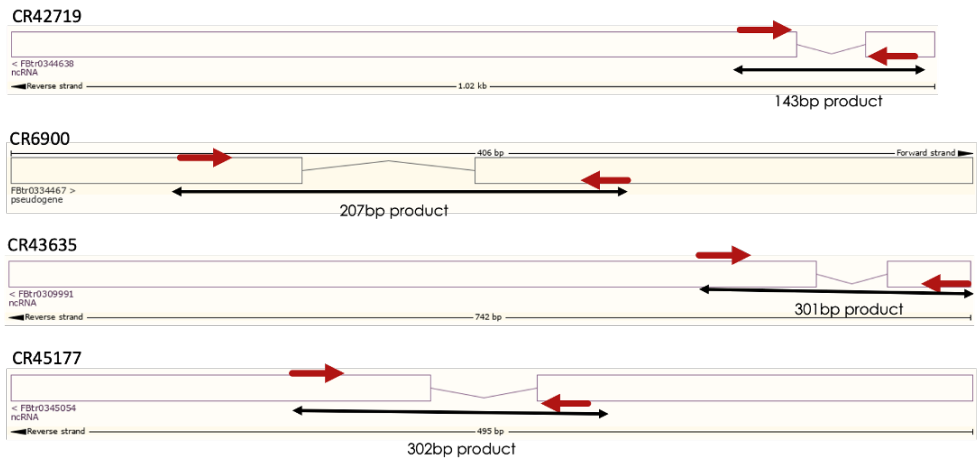 CR42719
< FBtr0344638
ncRNA
Reverse strand
1.02 kb
143bp product
CR6900
406 bp
Forward strand
FBtr0334467 >
pseudogene
207bp product
CR43635
< FBtr0309991
ncRNA
301bp product
Reverse strand
742 bp
CR45177
< FBtr0345054
ncRNA
Reverse strand
495 bp
302bp product